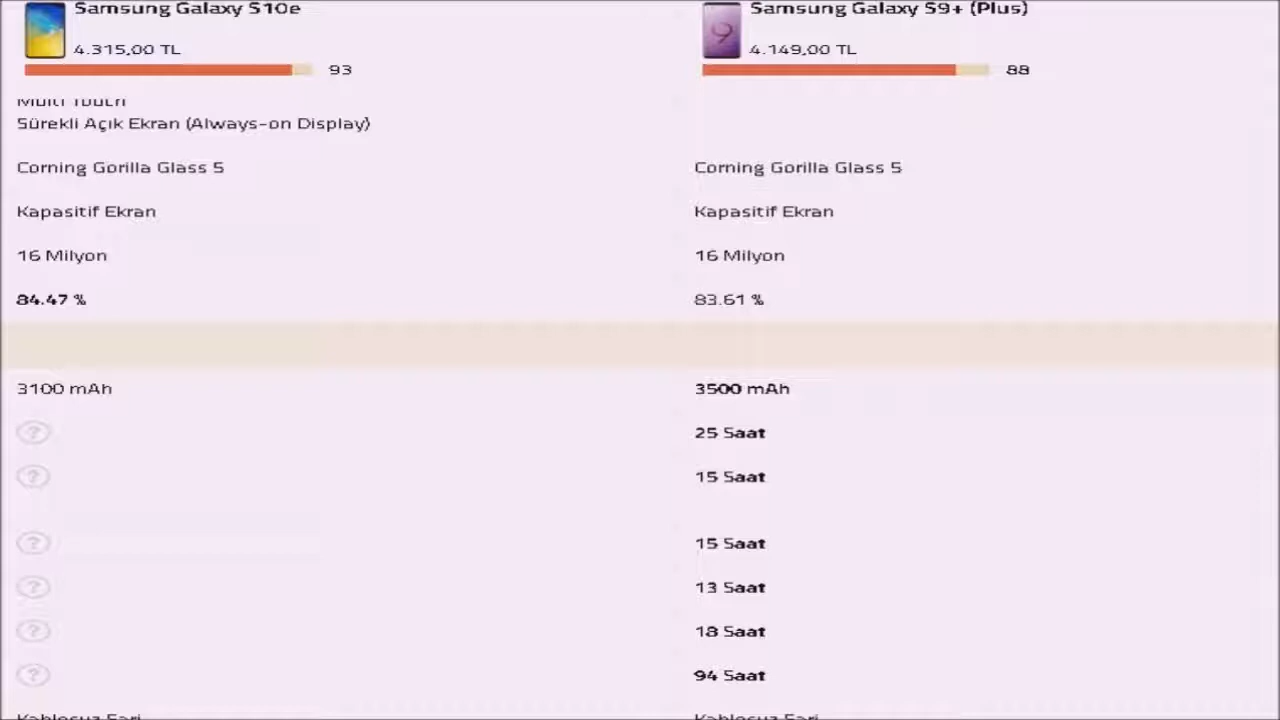 Samsung Galaxy S10e Samsung Galaxy S9+ (Plus)
4.315,00 TL 4.149,00 TL
93 88
Multi Touch
Sürekli Açık Ekran (Always-on Display)
Corning Gorilla Glass 5 Corning Gorilla Glass 5
Kapasitif Ekran Kapasitif Ekran
16 Milyon 16 Milyon
84.47 % 83.61 %
3100 mAh 3500 mAh
? 25 Saat
? 15 Saat
? 15 Saat
? 13 Saat
? 18 Saat
? 94 Saat